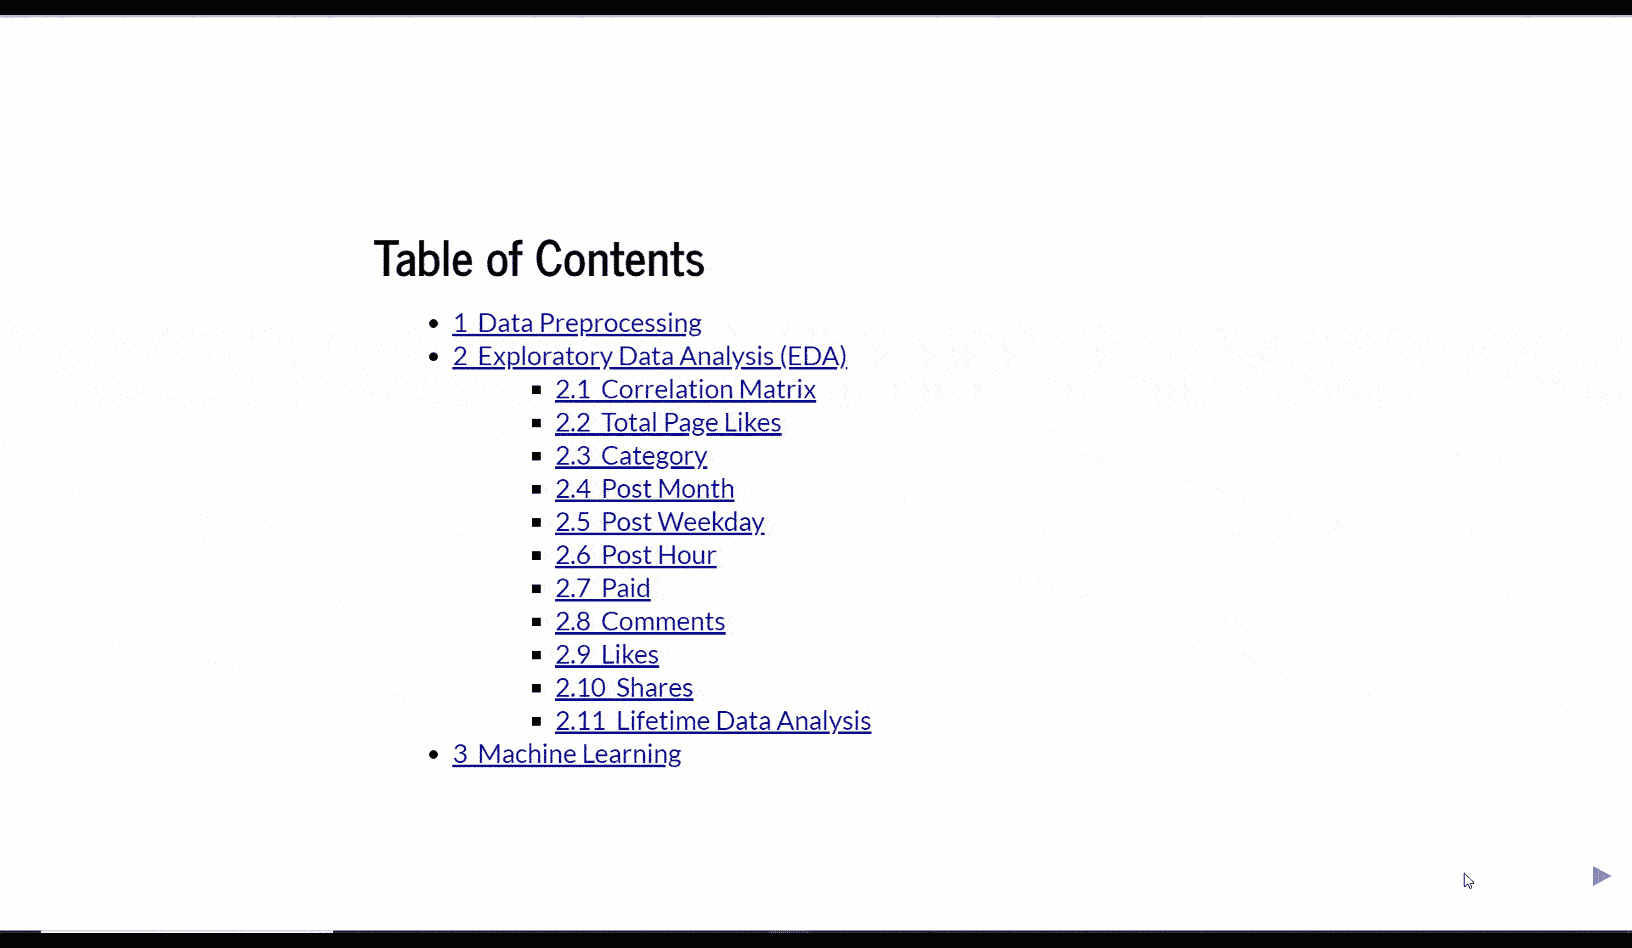 Table of Contents
1 Data Preprocessing
2 Exploratory Data Analysis (EDA)
2.1 Correlation Matrix
2.2 Total Page Likes
2.3 Category
2.4 Post Month
2.5 Post Weekday
2.6 Post Hour
2.7 Paid
2.8 Comments
2.9 Likes
2.10 Shares
2.11 Lifetime Data Analysis
3 Machine Learning